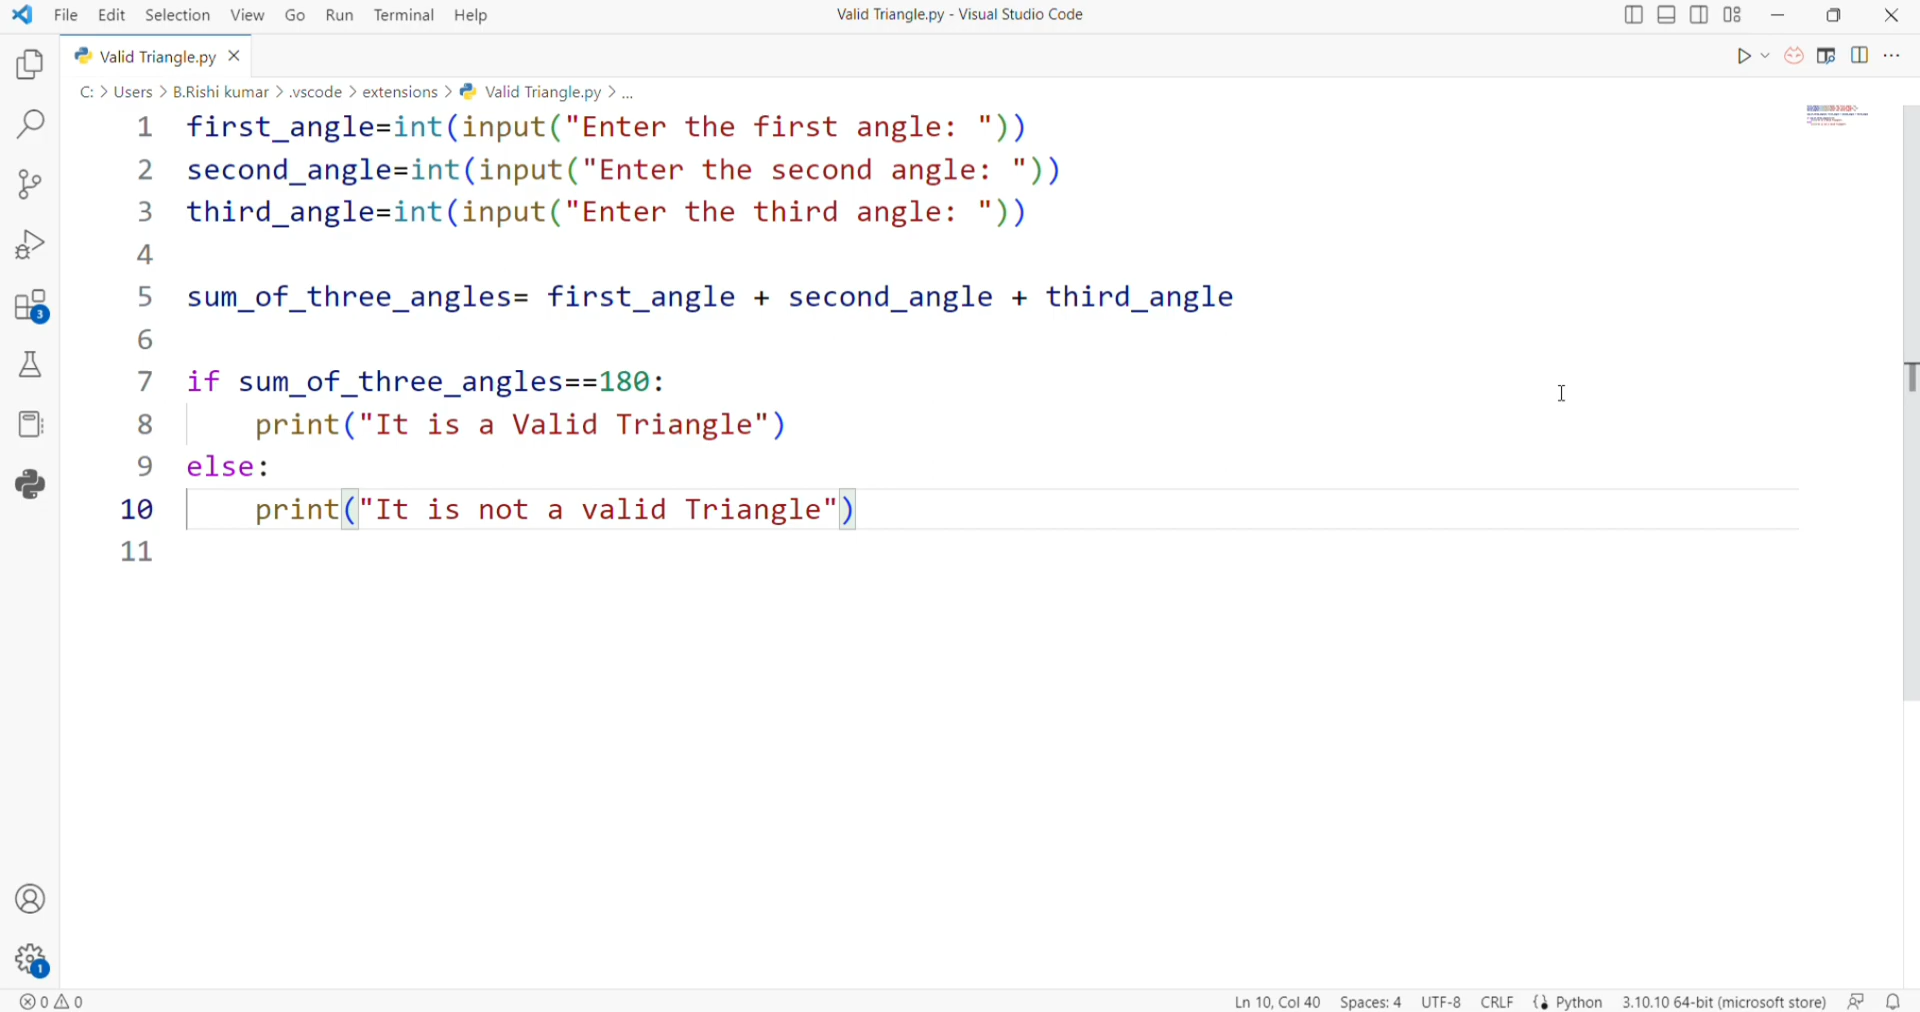 File Edit Selection View Go Run Terminal Help Valid Triangle.py - Visual Studio Code
Valid Triangle.py
C: > Users > B.Rishi kumar > .vscode > extensions > Valid Triangle.py > ...
1 first_angle=int(input("Enter the first angle: "))
2 second_angle=int(input("Enter the second angle: "))
3 third_angle=int(input("Enter the third angle: "))
4
5 sum_of_three_angles= first_angle + second_angle + third_angle
6
7 if sum_of_three_angles==180:
8     print("It is a Valid Triangle")
9 else:
10     print("It is not a valid Triangle")
11
3
1
0 0 Ln 10, Col 40 Spaces: 4 UTF-8 CRLF Python 3.10.10 64-bit (microsoft store)